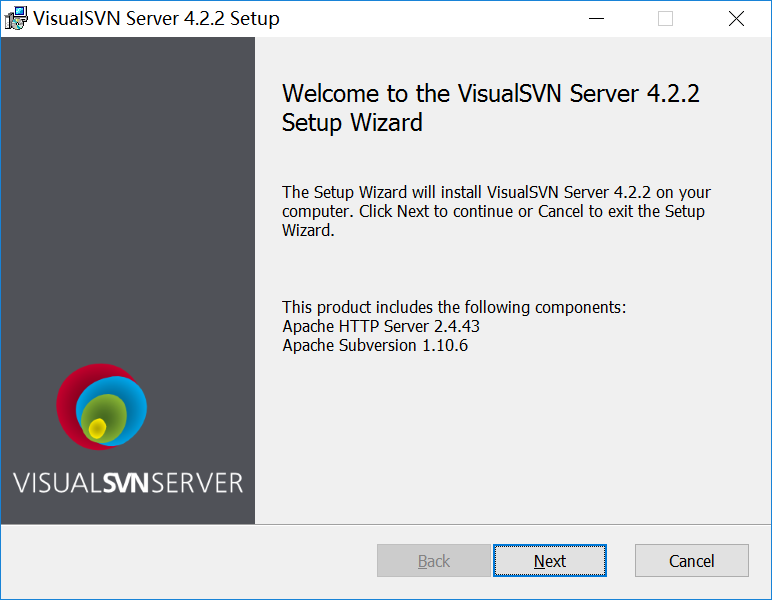 VisualSVN Server 4.2.2 Setup
Welcome to the VisualSVN Server 4.2.2
Setup Wizard
The Setup Wizard will install VisualSVN Server 4.2.2 on your
computer. Click Next to continue or Cancel to exit the Setup
Wizard.
This product includes the following components:
Apache HTTP Server 2.4.43
Apache Subversion 1.10.6
VISUALSVNSERVER
Back
Next
Cancel